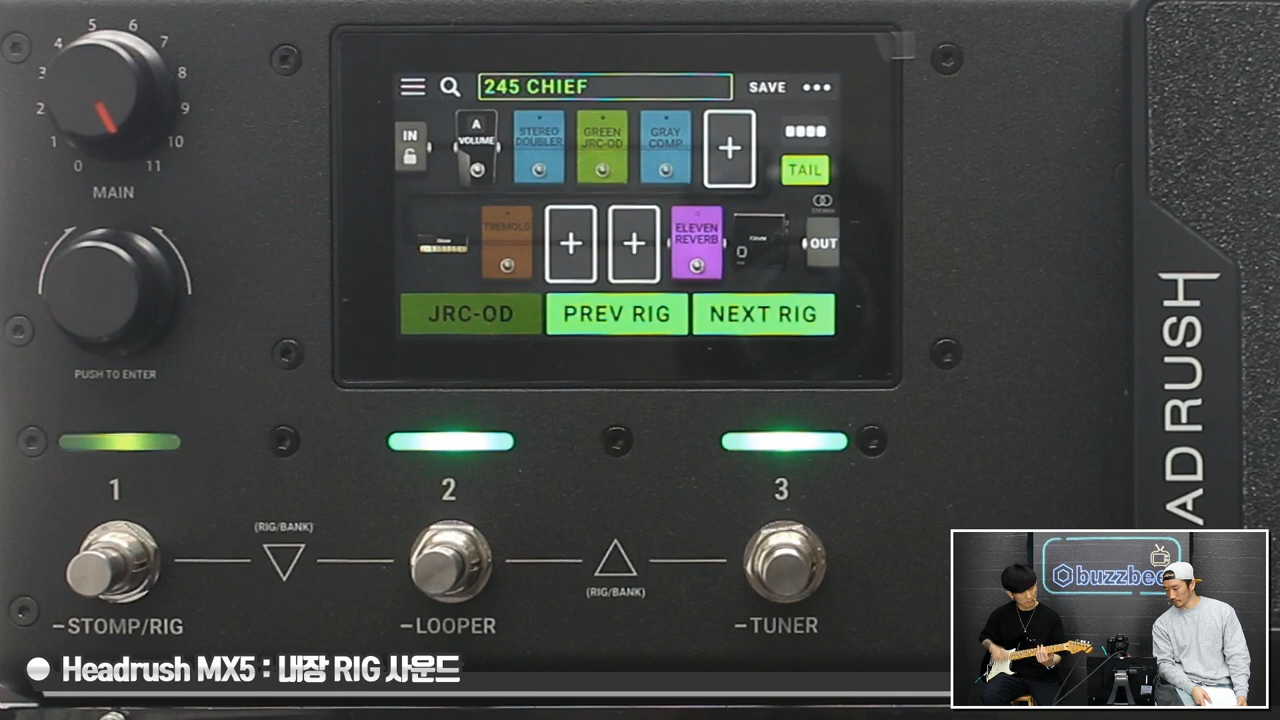 5 6
4 7
3 8
2 9
1 10
0 11
MAIN
PUSH TO ENTER
245 CHIEF
SAVE
IN
A
VOLUME
STEREO
DOUBLER
GREEN
JRC-OD
GRAY
COMP
TAIL
TREMOLO
ELEVEN
REVERB
OUT
JRC-OD
PREV RIG
NEXT RIG
1
2
3
(RIG/BANK)
(RIG/BANK)
STOMP/RIG
LOOPER
TUNER
AD RUSH
buzzbee
Headrush MX5 : 내장 RIG 사운드